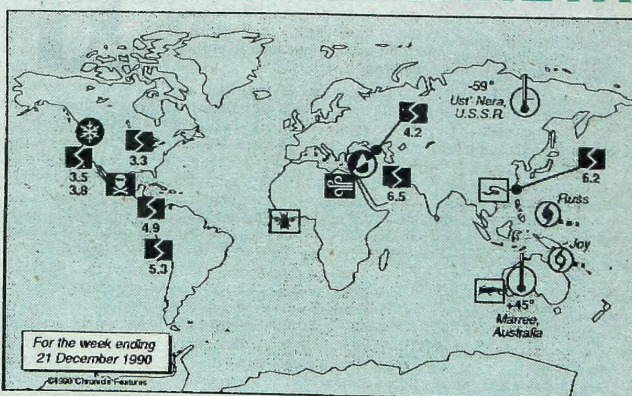 -59°
Ust' Nera,
U.S.S.R.
4.2
3.3
3.5
3.8
6.5
6.2
Russ
4.9
Joy
5.3
+45°
Marree,
Australia
For the week ending
21 December 1990
©1990 Chronicle Features